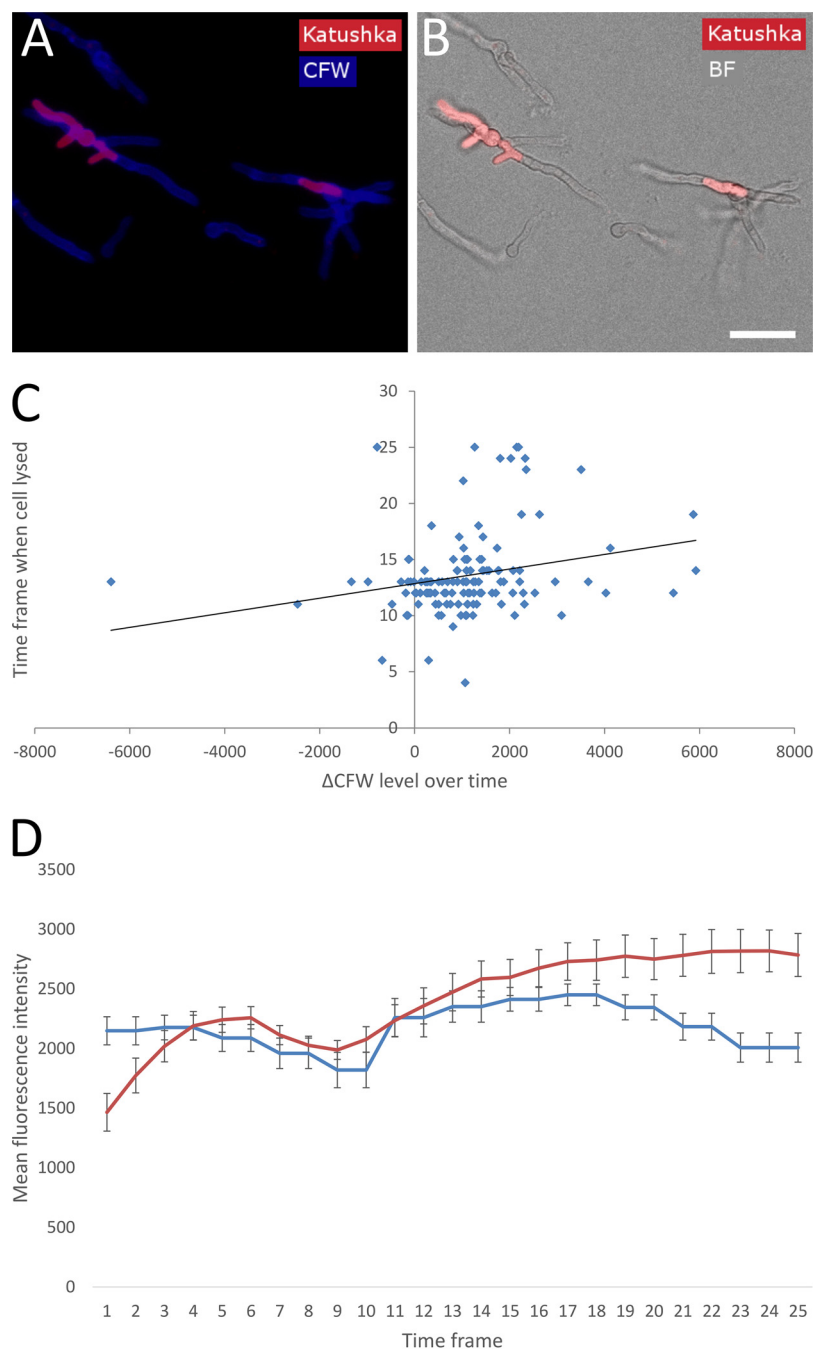 A
Katushka
CFW
B
Katushka
BF
C
30
25
20
15
10
5
0
Time frame when cell lysed
-8000 -6000 -4000 -2000 0 2000 4000 6000 8000
ΔCFW level over time
D
3500
3000
2500
2000
1500
1000
500
0
Mean fluorescence intensity
1 2 3 4 5 6 7 8 9 10 11 12 13 14 15 16 17 18 19 20 21 22 23 24 25
Time frame